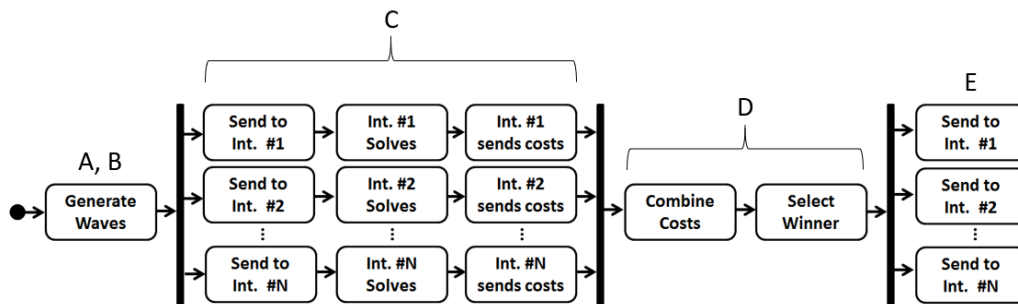 C
D
E
A, B
Generate
Waves
Send to
Int. #1
Int. #1
Solves
Int. #1
sends costs
Send to
Int. #2
Int. #2
Solves
Int. #2
sends costs
⋮
⋮
⋮
Send to
Int. #N
Int. #N
Solves
Int. #N
sends costs
Combine
Costs
Select
Winner
Send to
Int. #1
Send to
Int. #2
⋮
Send to
Int. #N